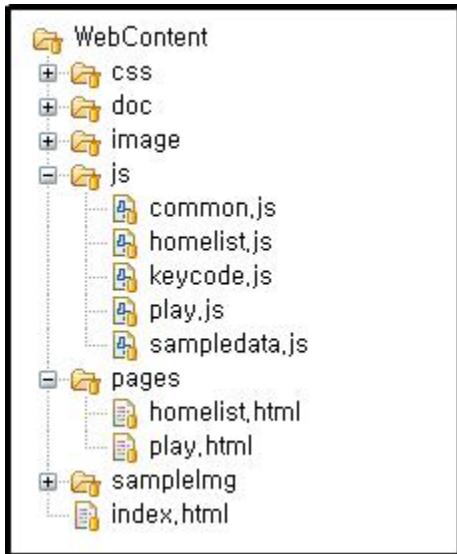 WebContent
css
doc
image
js
common.js
homelist.js
keycode.js
play.js
sampledata.js
pages
homelist.html
play.html
sampleImg
index.html